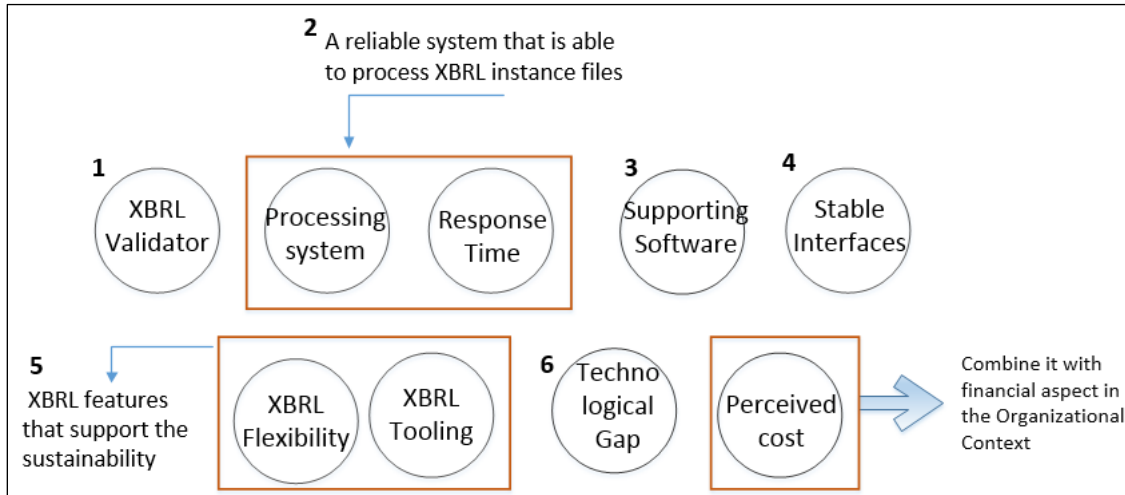 2 A reliable system that is able
to process XBRL instance files
1
XBRL
Validator
Processing
system
Response
Time
3
Supporting
Software
4
Stable
Interfaces
5
XBRL features
that support the
sustainability
XBRL
Flexibility
XBRL
Tooling
6
Techno
logical
Gap
Perceived
cost
Combine it with
financial aspect in
the Organizational
Context